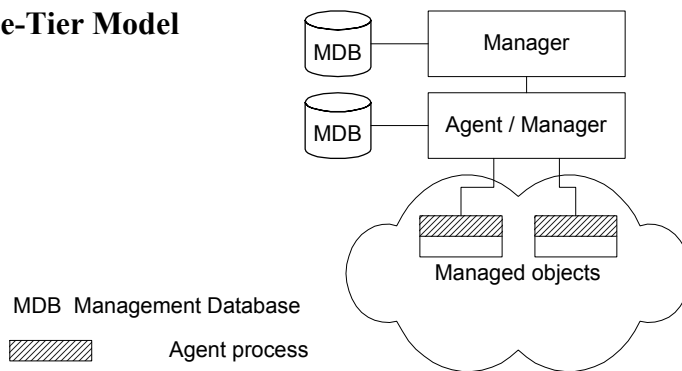 e-Tier Model
MDB
Manager
MDB
Agent / Manager
Managed objects
MDB Management Database
Agent process